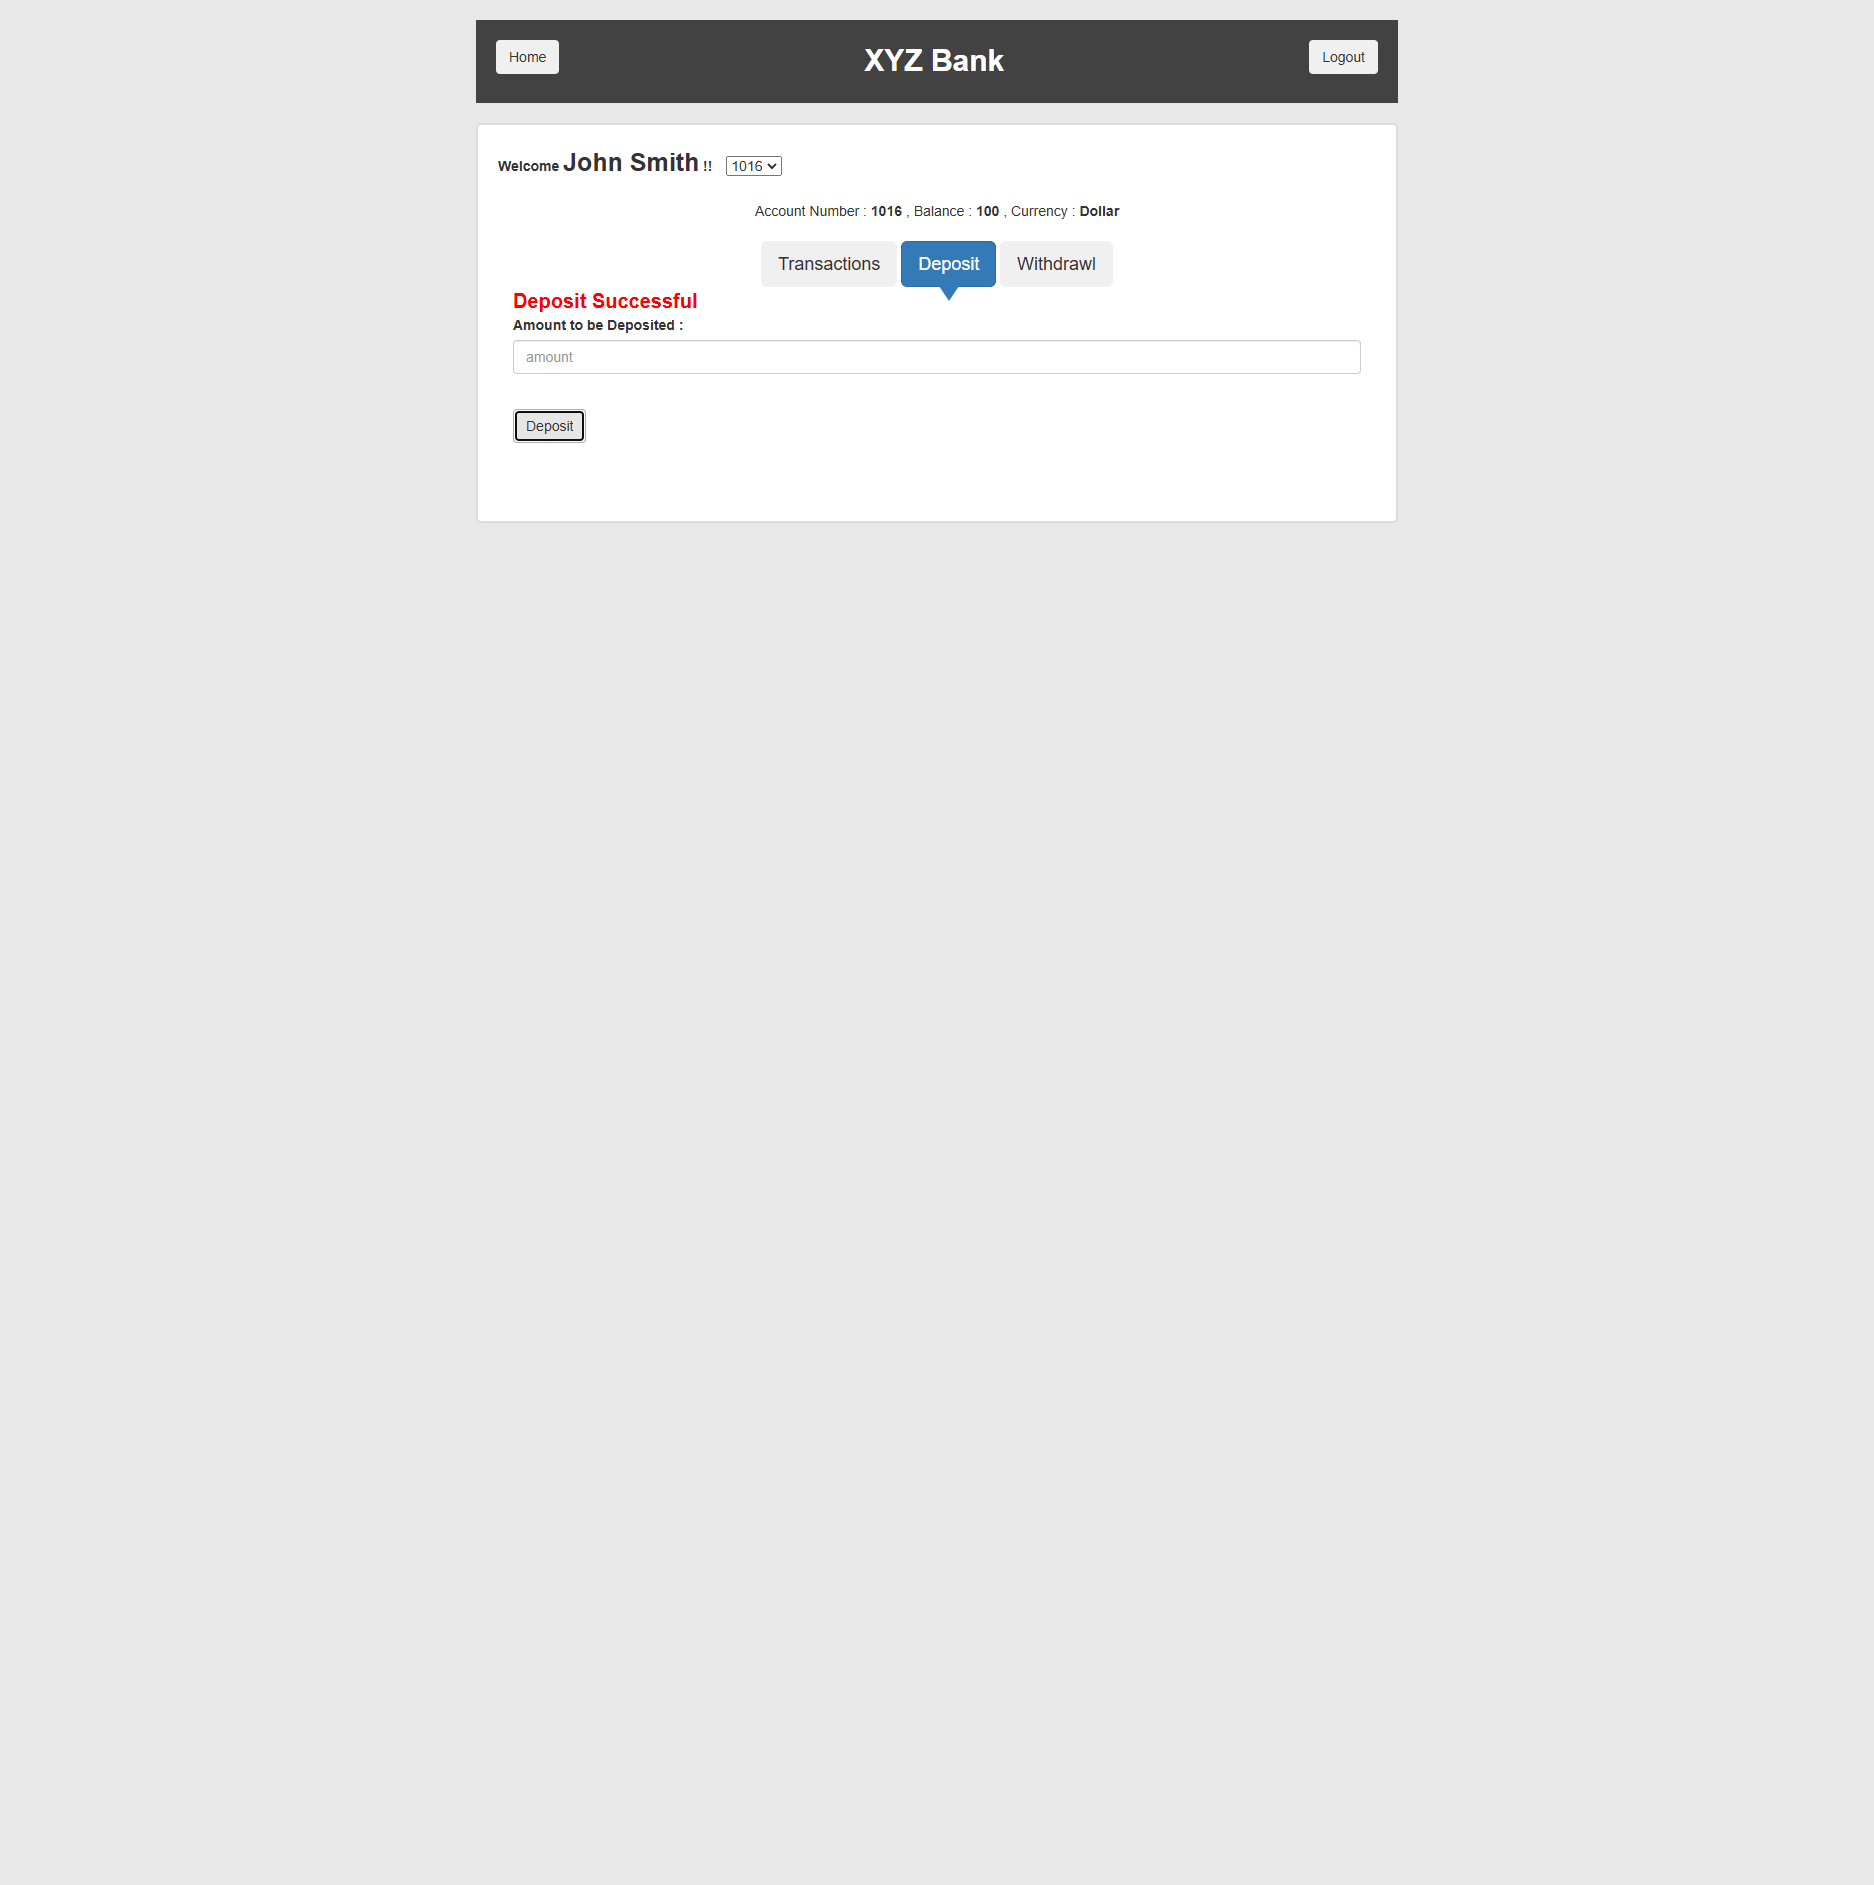 Home
XYZ Bank
Logout
Welcome John Smith !! 1016
Account Number : 1016 , Balance : 100 , Currency : Dollar
Transactions Deposit Withdrawl
Deposit Successful
Amount to be Deposited :
amount
Deposit